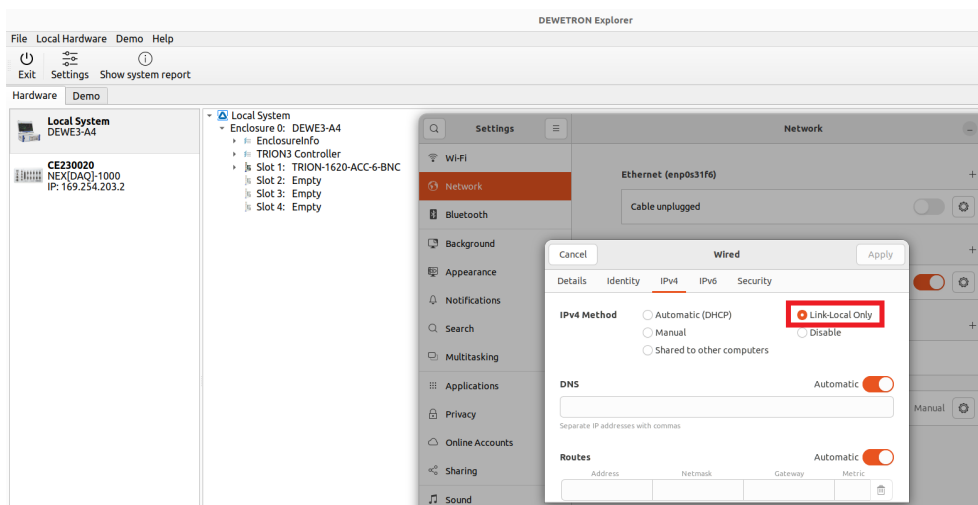 DEWETRON Explorer
File Local Hardware Demo Help
Exit Settings Show system report
Hardware Demo
Local System
DEWE3-A4
CE230020
NEX[DAQ]-1000
IP: 169.254.203.2
Local System
Enclosure 0: DEWE3-A4
EnclosureInfo
TRION3 Controller
Slot 1: TRION-1620-ACC-6-BNC
Slot 2: Empty
Slot 3: Empty
Slot 4: Empty
Settings
Wi-Fi
Network
Bluetooth
Background
Appearance
Notifications
Search
Multitasking
Applications
Privacy
Online Accounts
Sharing
Sound
Network
Ethernet (enp0s31f6)
Cable unplugged
Manual
Cancel Wired Apply
Details Identity IPv4 IPv6 Security
IPv4 Method Automatic (DHCP) Link-Local Only
Manual Disable
Shared to other computers
DNS Automatic
Separate IP addresses with commas
Routes Automatic
Address Netmask Gateway Metric